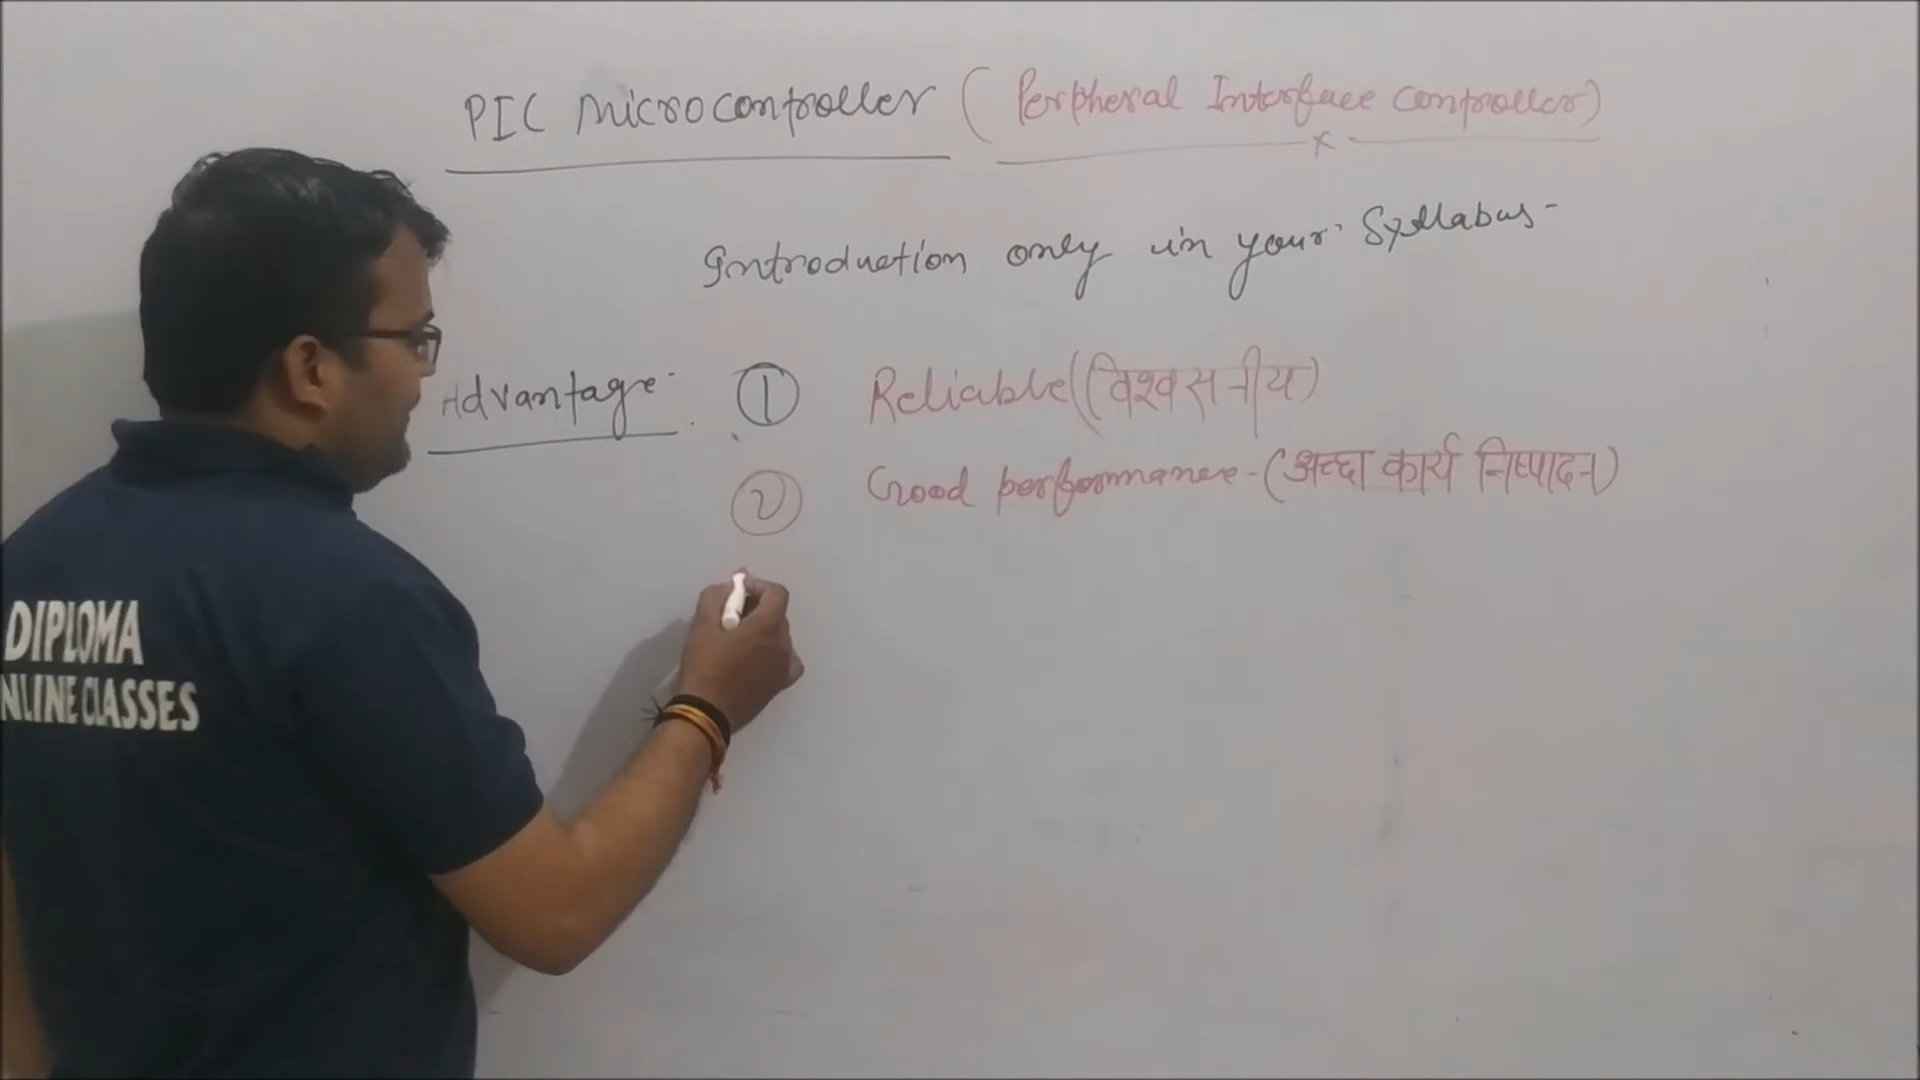 PIC Microcontroller (Perpheral Interface Controller)
x
Introduction only in your Syllabus-
Advantage- ① Reliable (विश्वसनीय)
② Good performance - (अच्छा कार्य निष्पादन)
DIPLOMA
NLINE CLASSES